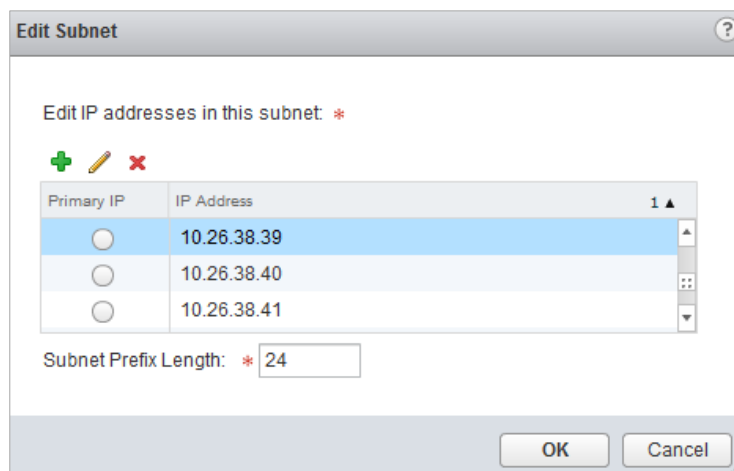 Edit Subnet ?
Edit IP addresses in this subnet: *
Primary IP IP Address 1 ▲
10.26.38.39
10.26.38.40
10.26.38.41
Subnet Prefix Length: * 24
OK Cancel